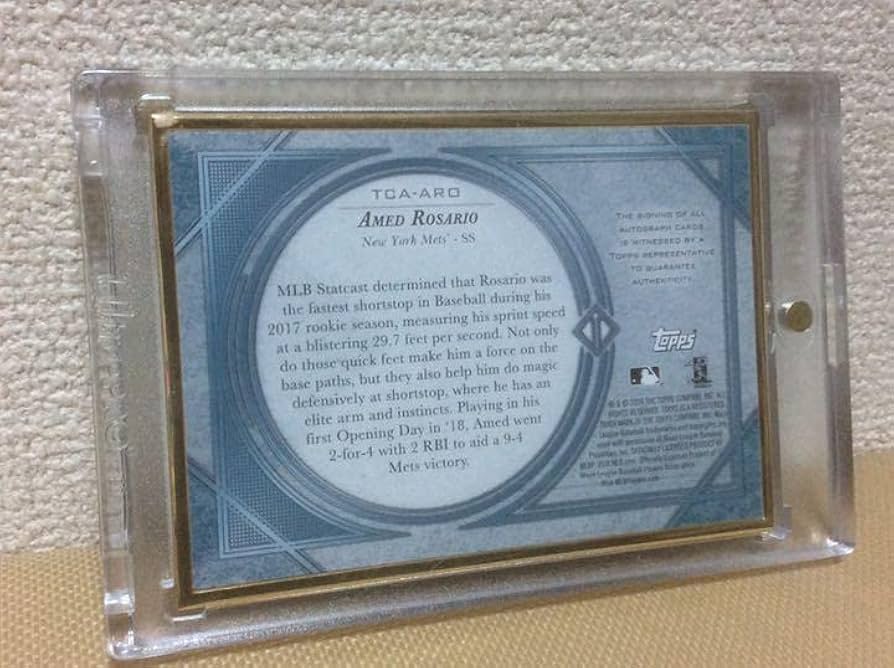 TCA-ARO
AMED ROSARIO
New York Mets® - SS
MLB Statcast determined that Rosario was
the fastest shortstop in Baseball during his
2017 rookie season, measuring his sprint speed
at a blistering 29.7 feet per second. Not only
do those quick feet make him a force on the
base paths, but they also help him do magic
defensively at shortstop, where he has an
elite arm and instincts. Playing in his
first Opening Day in '18, Amed went
2-for-4 with 2 RBI to aid a 9-4
Mets victory.
THE SIGNING OF ALL
AUTOGRAPH CARDS
IS WITNESSED BY A
TOPPS REPRESENTATIVE
TO GUARANTEE
AUTHENTICITY.
Topps